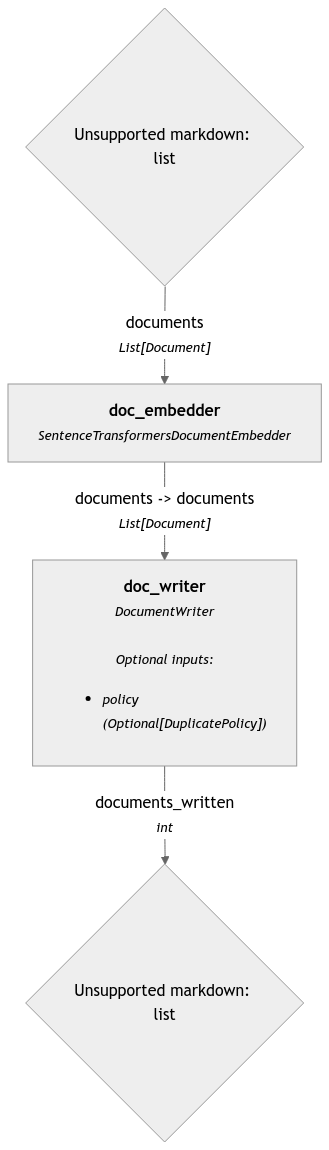 Unsupported markdown:
list
documents
List[Document]
doc_embedder
SentenceTransformersDocumentEmbedder
documents -> documents
List[Document]
doc_writer
DocumentWriter
Optional inputs:
• policy
(Optional[DuplicatePolicy])
documents_written
int
Unsupported markdown:
list